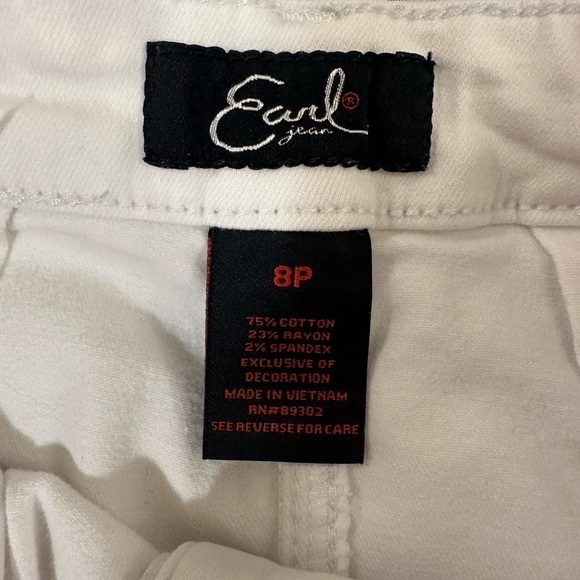 Earl®
jean
8P
75% COTTON
23% RAYON
2% SPANDEX
EXCLUSIVE OF
DECORATION
MADE IN VIETNAM
RN#89302
SEE REVERSE FOR CARE